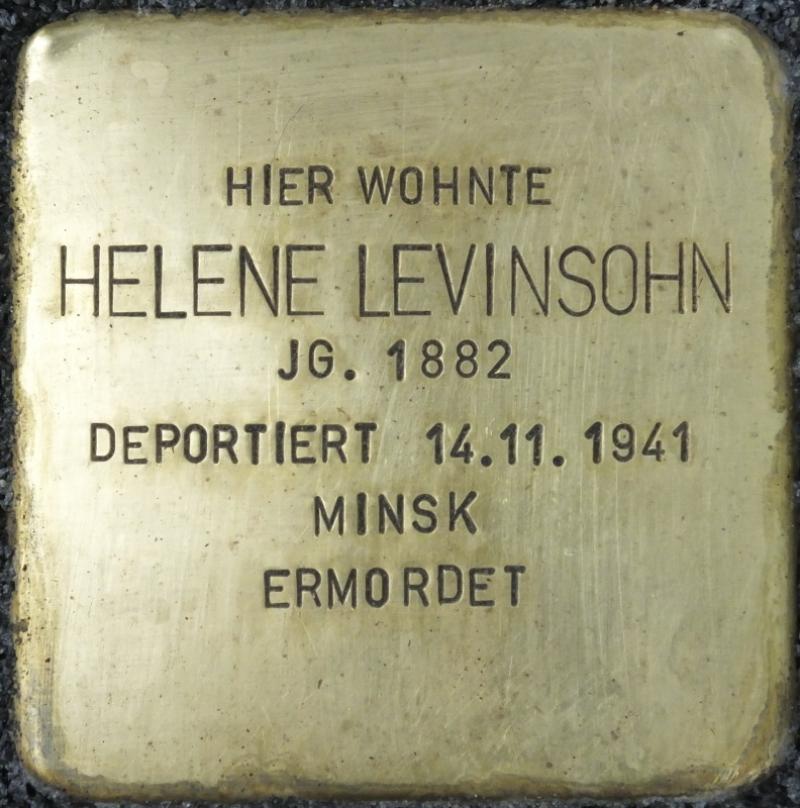 HIER WOHNTE
HELENE LEVINSOHN
JG. 1882
DEPORTIERT 14.11.1941
MINSK
ERMORDET